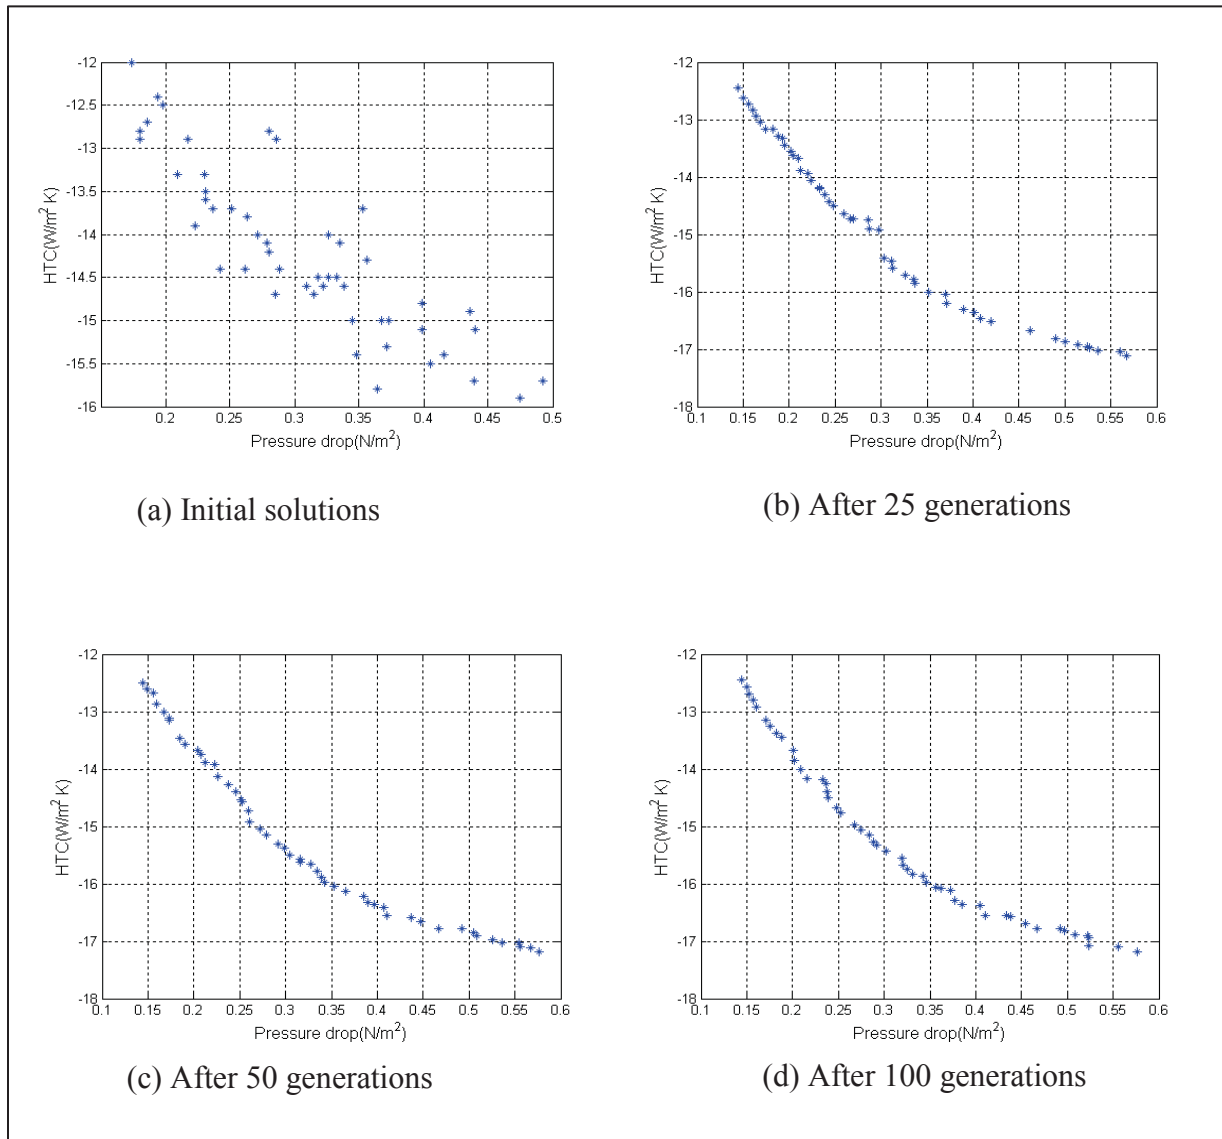 -12
-12.5
-13
-13.5
-14
-14.5
-15
-15.5
-16
HTC(W/m² K)
0.2 0.25 0.3 0.35 0.4 0.45 0.5
Pressure drop(N/m²)
(a) Initial solutions
-12
-13
-14
-15
-16
-17
-18
HTC(W/m² K)
0.1 0.15 0.2 0.25 0.3 0.35 0.4 0.45 0.5 0.55 0.6
Pressure drop(N/m²)
(b) After 25 generations
-12
-13
-14
-15
-16
-17
-18
HTC(W/m² K)
0.1 0.15 0.2 0.25 0.3 0.35 0.4 0.45 0.5 0.55 0.6
Pressure drop(N/m²)
(c) After 50 generations
-12
-13
-14
-15
-16
-17
-18
HTC(W/m² K)
0.1 0.15 0.2 0.25 0.3 0.35 0.4 0.45 0.5 0.55 0.6
Pressure drop(N/m²)
(d) After 100 generations